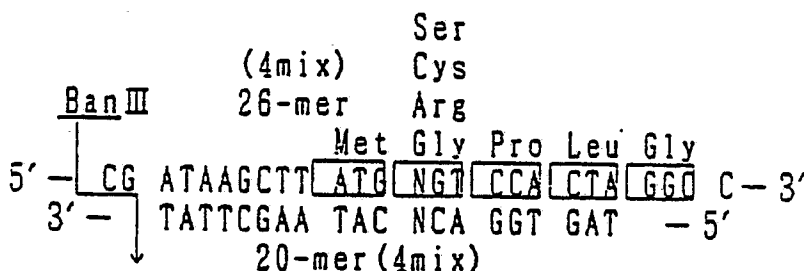 Ser
(4mix) Cys
BanIII 26-mer Arg
Met Gly Pro Leu Gly
5′ — CG ATAAGCTT ATG NGT CCA CTA GGC C — 3′
3′ — TATTCGAA TAC NCA GGT GAT — 5′
20-mer (4mix)